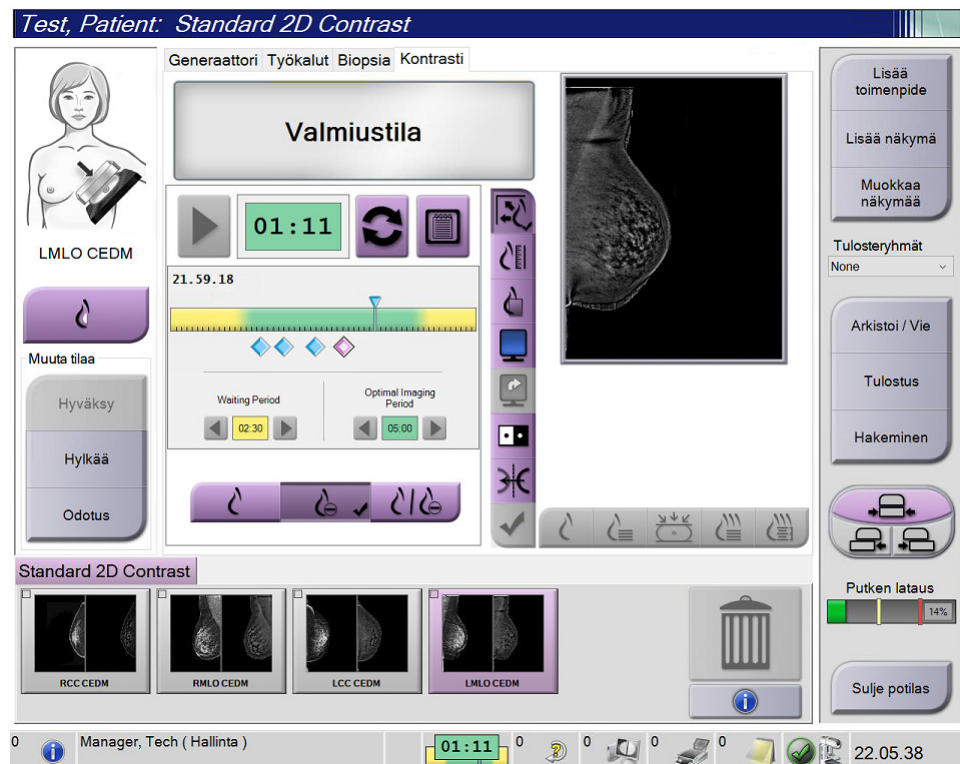 Test, Patient: Standard 2D Contrast
Generaattori Työkalut Biopsia Kontrasti
Valmiustila
LMLO CEDM
01:11
21.59.18
Waiting Period
Optimal Imaging
Period
02:30
05:00
Muuta tilaa
Hyväksy
Hylkää
Odotus
Lisää
toimenpide
Lisää näkymä
Muokkaa
näkymää
Tulosteryhmät
None
Arkistoi / Vie
Tulostus
Hakeminen
Putken lataus
14%
Sulje potilas
Standard 2D Contrast
RCC CEDM
RMLO CEDM
LCC CEDM
LMLO CEDM
0
Manager, Tech ( Hallinta )
01:11
0
0
0
0
22.05.38